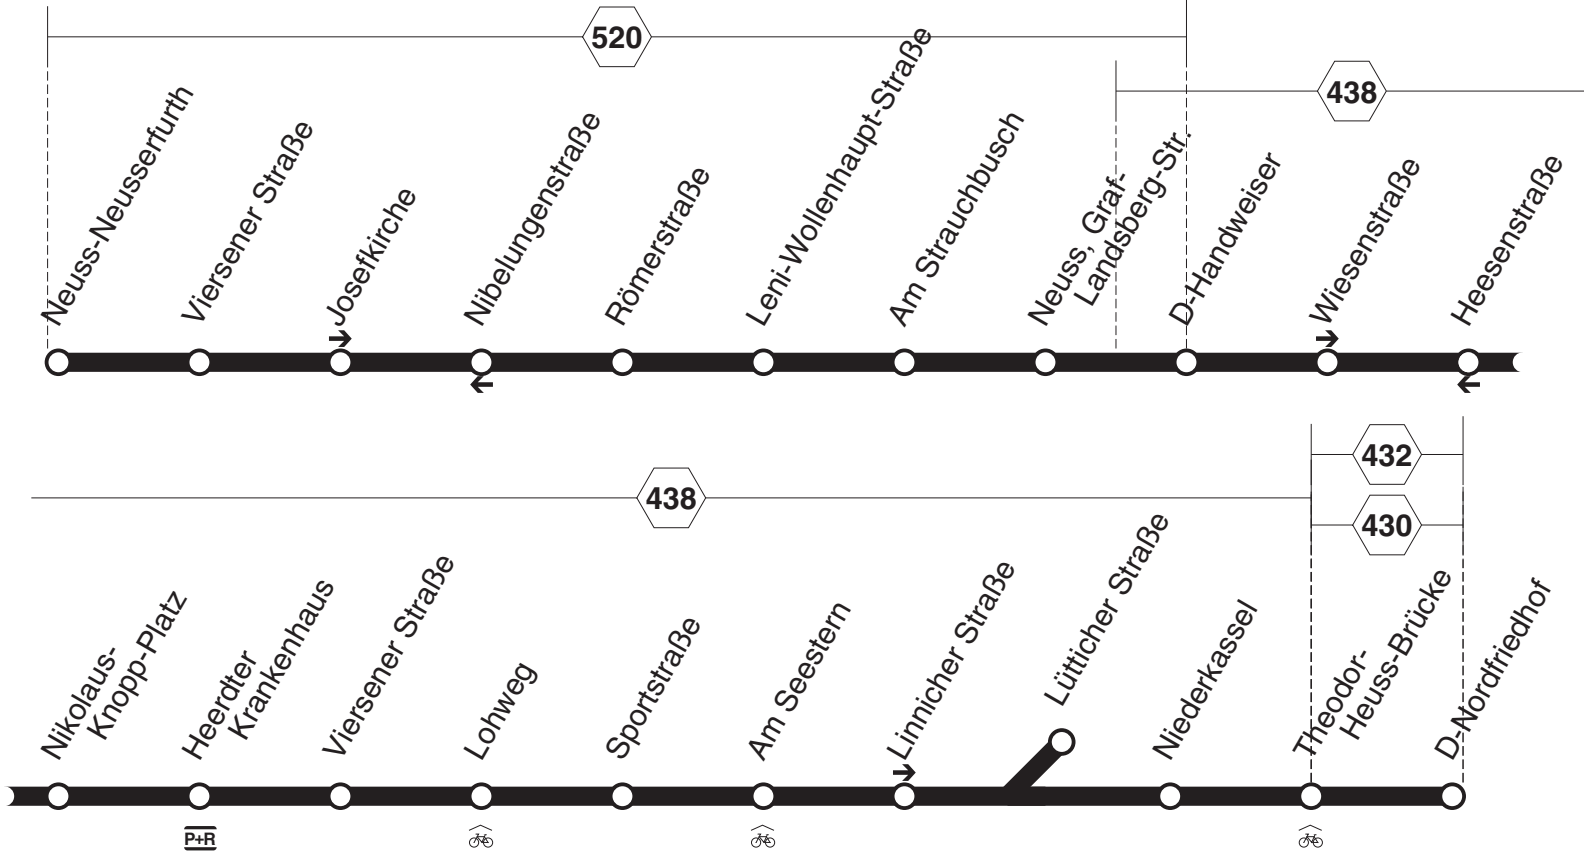 520
438
Neuss-Neusserfurth
Viersener Straße
Josefkirche
Nibelungenstraße
Römerstraße
Leni-Wollenhaupt-Straße
Am Strauchbusch
Neuss, Graf-
Landsberg-Str.
D-Handweiser
Wiesenstraße
Heesenstraße
432
438
430
Nikolaus-
Knopp-Platz
Heerdter
Krankenhaus
Viersener Straße
Lohweg
Sportstraße
Am Seestern
Linnicher Straße
Lütticher Straße
Niederkassel
Theodor-
Heuss-Brücke
D-Nordfriedhof
P+R